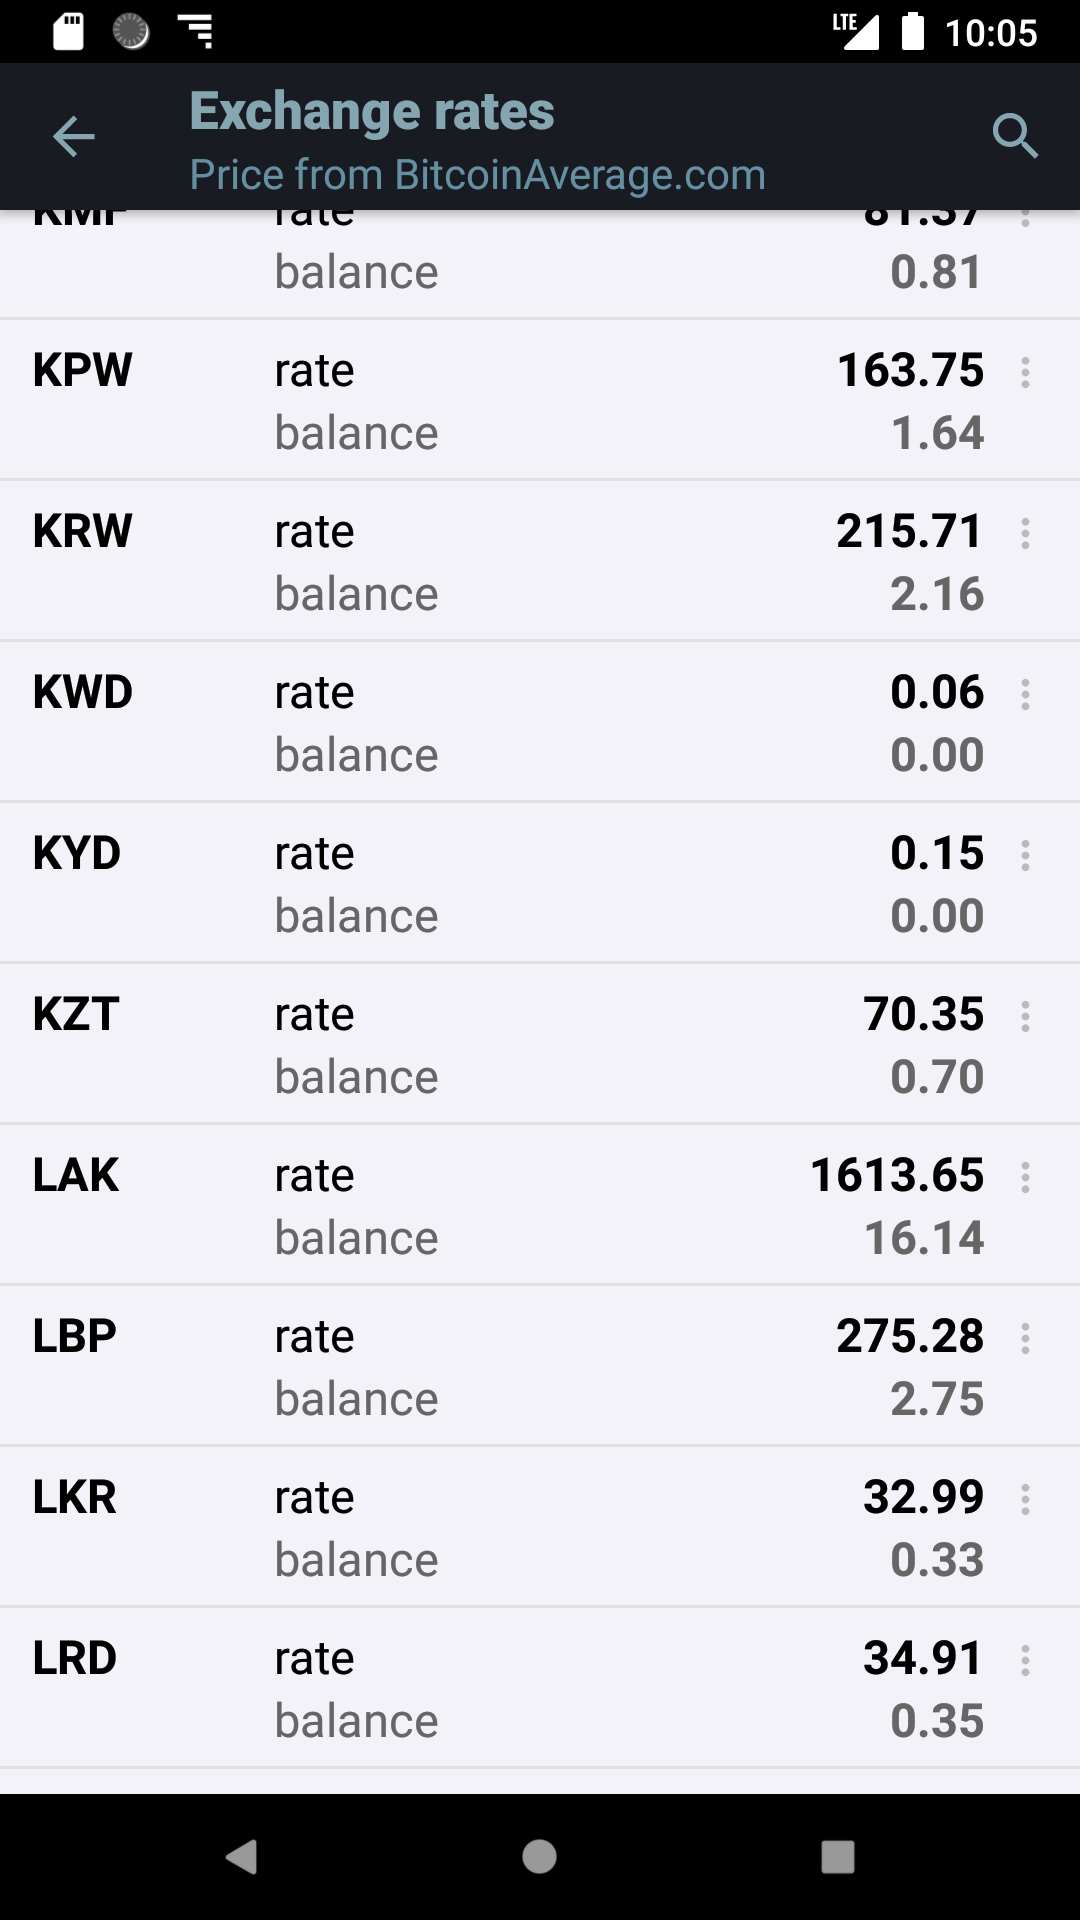 LTE 10:05
Exchange rates
Price from BitcoinAverage.com
KMF rate 81.37
balance 0.81
KPW rate 163.75
balance 1.64
KRW rate 215.71
balance 2.16
KWD rate 0.06
balance 0.00
KYD rate 0.15
balance 0.00
KZT rate 70.35
balance 0.70
LAK rate 1613.65
balance 16.14
LBP rate 275.28
balance 2.75
LKR rate 32.99
balance 0.33
LRD rate 34.91
balance 0.35